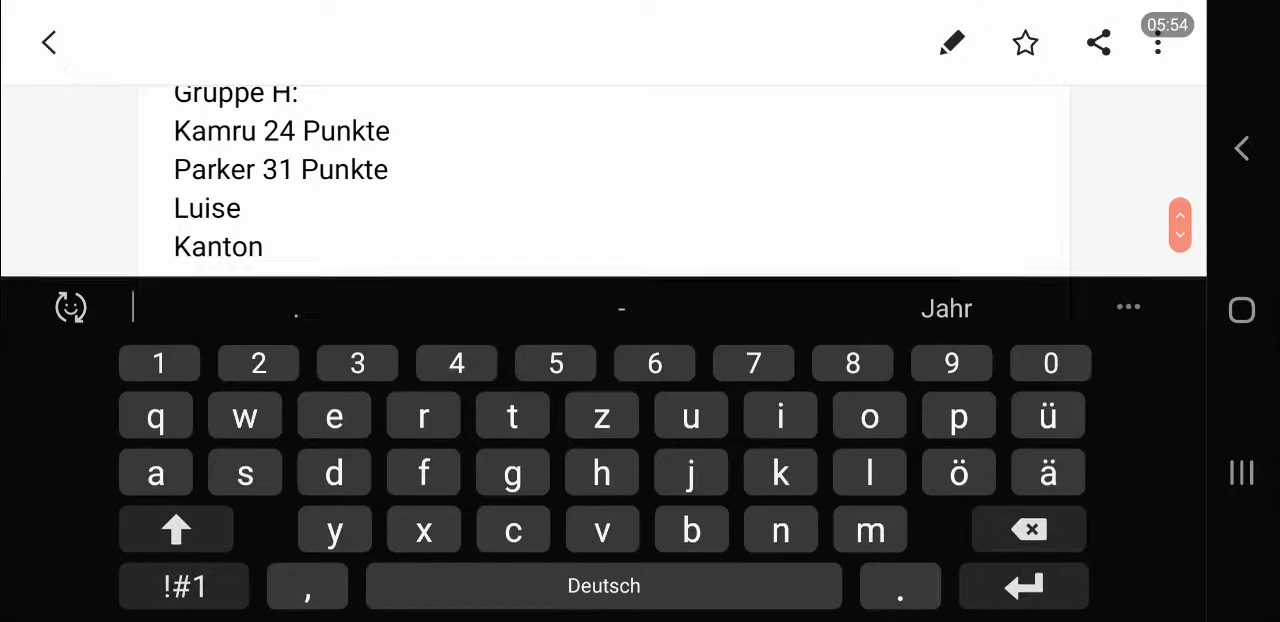 05:54
Gruppe H:
Kamru 24 Punkte
Parker 31 Punkte
Luise
Kanton
. - Jahr
1 2 3 4 5 6 7 8 9 0
q w e r t z u i o p ü
a s d f g h j k l ö ä
y x c v b n m
!#1 , Deutsch .